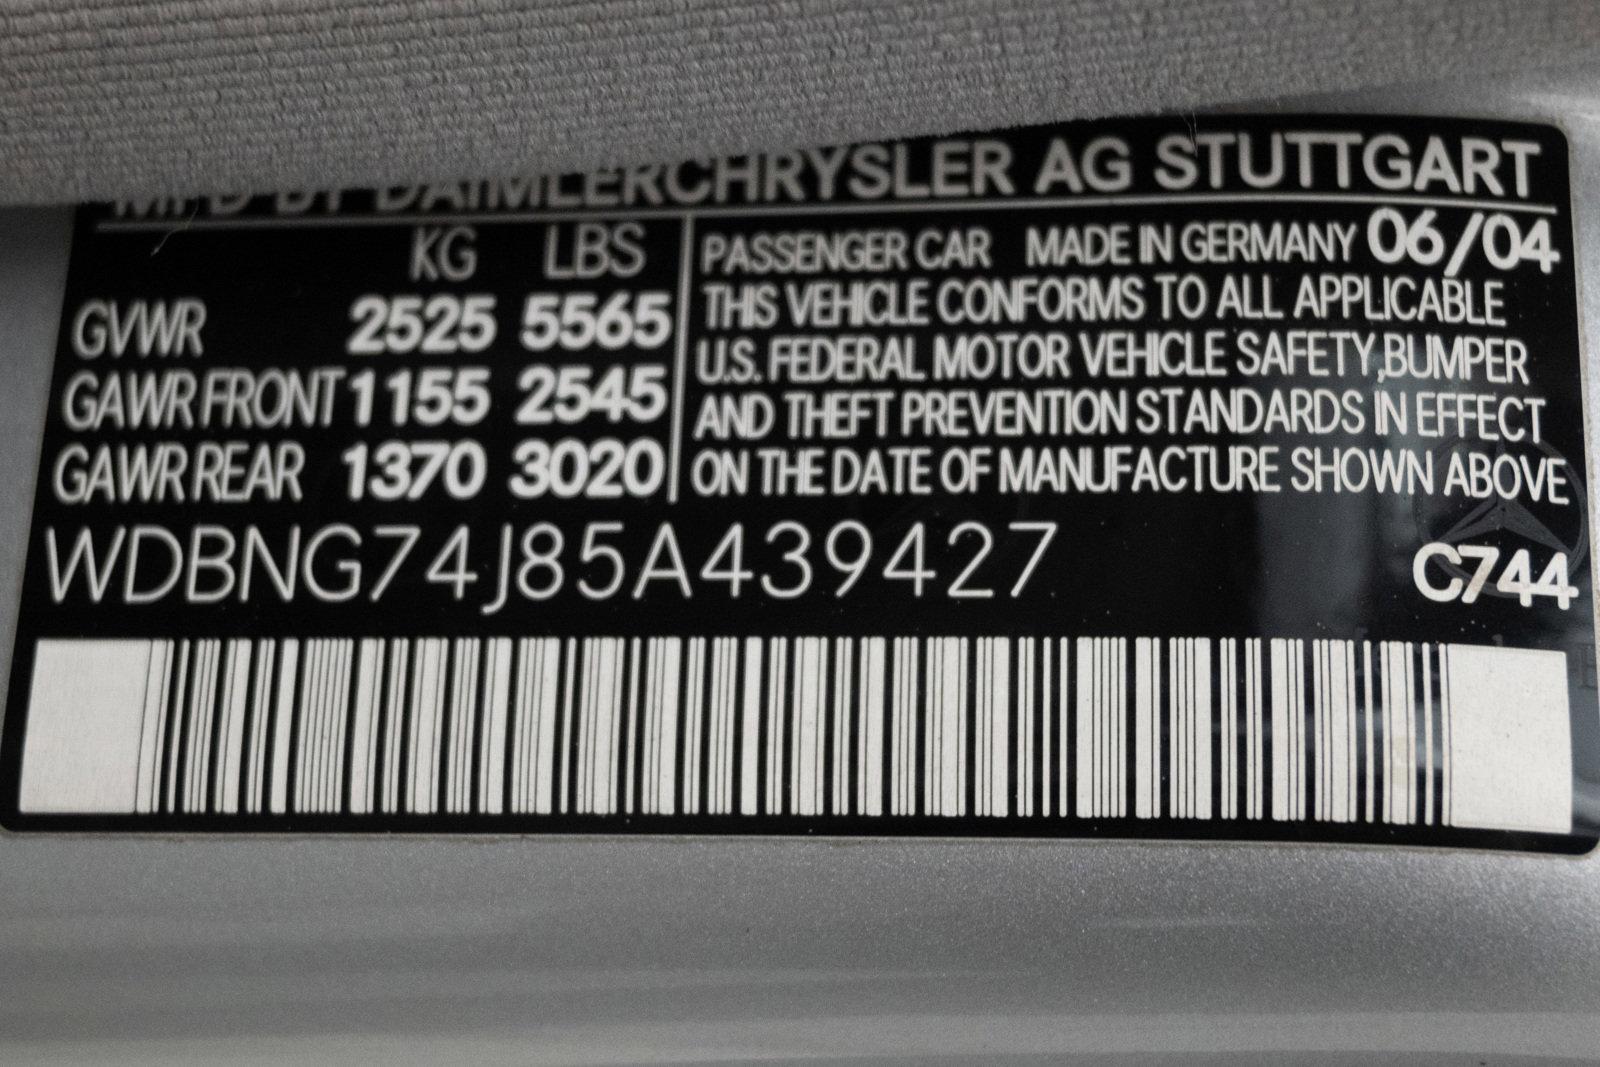 MFD BY DAIMLERCHRYSLER AG STUTTGART
KG LBS
GVWR 2525 5565
GAWR FRONT 1155 2545
GAWR REAR 1370 3020
PASSENGER CAR MADE IN GERMANY 06/04
THIS VEHICLE CONFORMS TO ALL APPLICABLE
U.S. FEDERAL MOTOR VEHICLE SAFETY,BUMPER
AND THEFT PREVENTION STANDARDS IN EFFECT
ON THE DATE OF MANUFACTURE SHOWN ABOVE
WDBNG74J85A439427
C744